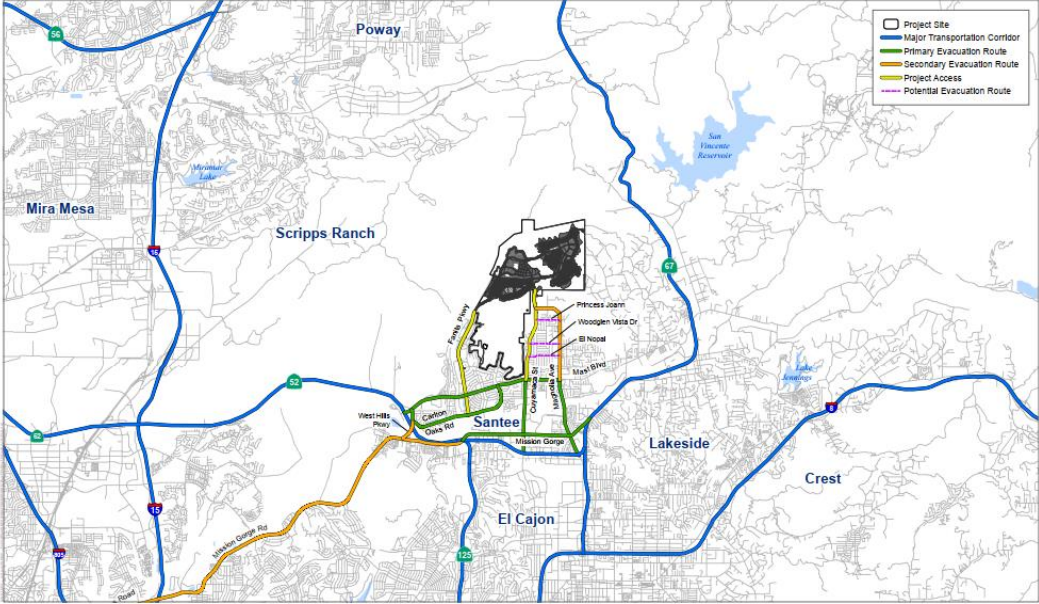 56
Poway
Project Site
Major Transportation Corridor
Primary Evacuation Route
Secondary Evacuation Route
Project Access
Potential Evacuation Route
San
Vincente
Reservoir
Miramar
Lake
Mira Mesa
Scripps Ranch
15
67
Princess Joann
Woodglen Vista Dr
El Nopal
Fanita Pkwy
Mast Blvd
Cuyamaca St
Magnolia Ave
Lake
Jennings
52
8
West Hills
Pkwy
Carlton
Oaks Rd
Santee
52
Mission Gorge
Lakeside
Crest
El Cajon
15
Mission Gorge Rd
805
125
Road